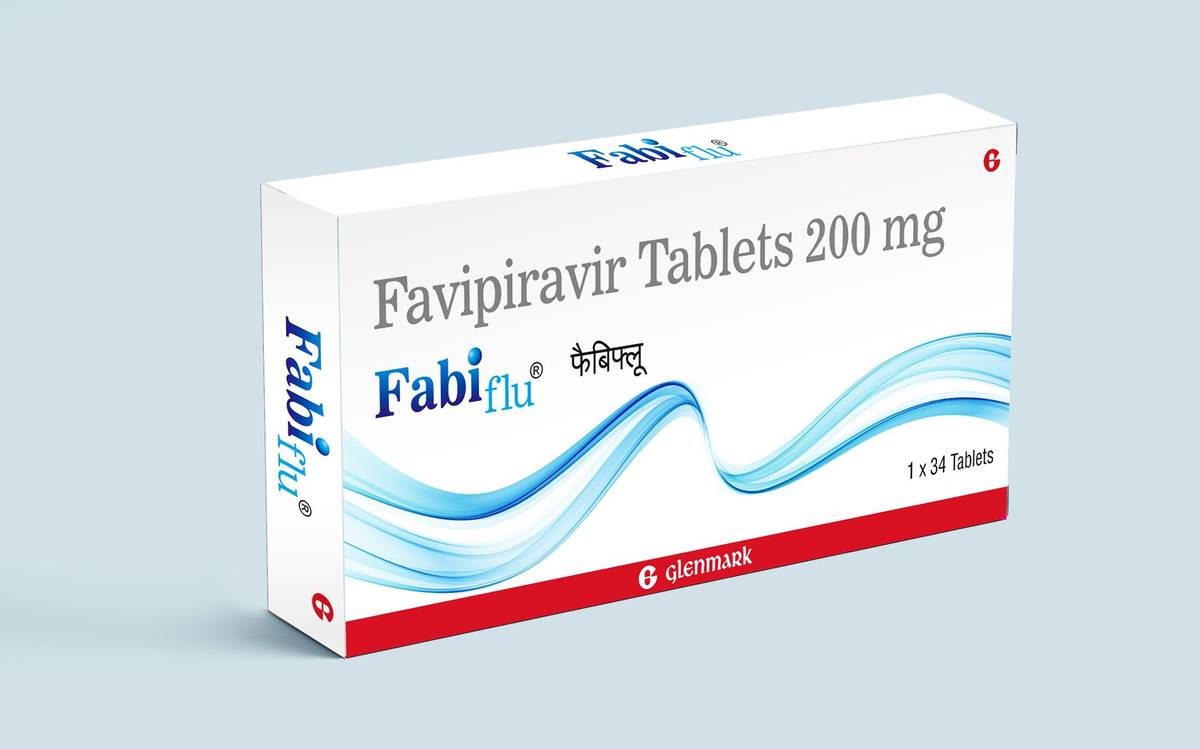 Fabiflu®
Favipiravir Tablets 200 mg
Fabiflu® फैबिफ्लू
1 x 34 Tablets
glenmark
Fabiflu®